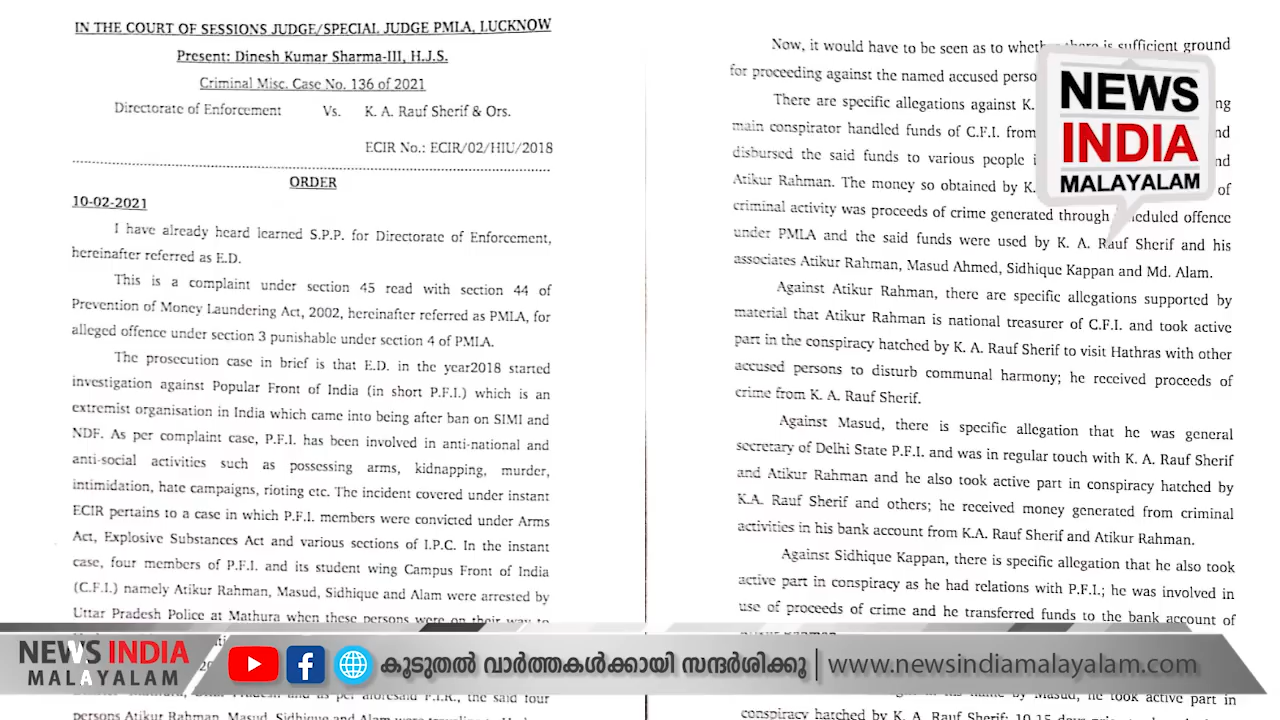 IN THE COURT OF SESSIONS JUDGE/SPECIAL JUDGE PMLA, LUCKNOW
Present: Dinesh Kumar Sharma-III, H.J.S.
Criminal Misc. Case No. 136 of 2021
Directorate of Enforcement Vs. K. A. Rauf Sherif & Ors.
ECIR No.: ECIR/02/HIU/2018
ORDER
10-02-2021
I have already heard learned S.P.P. for Directorate of Enforcement,
hereinafter referred as E.D.
This is a complaint under section 45 read with section 44 of
Prevention of Money Laundering Act, 2002, hereinafter referred as PMLA, for
alleged offence under section 3 punishable under section 4 of PMLA.
The prosecution case in brief is that E.D. in the year2018 started
investigation against Popular Front of India (in short P.F.I.) which is an
extremist organisation in India which came into being after ban on SIMI and
NDF. As per complaint case, P.F.I. has been involved in anti-national and
anti-social activities such as possessing arms, kidnapping, murder,
intimidation, hate campaigns, rioting etc. The incident covered under instant
ECIR pertains to a case in which P.F.I. members were convicted under Arms
Act, Explosive Substances Act and various sections of I.P.C. In the instant
case, four members of P.F.I. and its student wing Campus Front of India
(C.F.I.) namely Atikur Rahman, Masud, Sidhique and Alam were arrested by
Uttar Pradesh Police at Mathura when these persons were on their way to
the said four
persons Atikur Rahman, Masud, Sidhique and Alam were
Now, it would have to be seen as to whether there is sufficient ground
for proceeding against the named accused
There are specific allegations against K.
main conspirator handled funds of C.F.I. from
disbursed the said funds to various people
Atikur Rahman. The money so obtained by K. of
criminal activity was proceeds of crime generated through scheduled offence
under PMLA and the said funds were used by K. A. Rauf Sherif and his
associates Atikur Rahman, Masud Ahmed, Sidhique Kappan and Md. Alam.
Against Atikur Rahman, there are specific allegations supported by
material that Atikur Rahman is national treasurer of C.F.I. and took active
part in the conspiracy hatched by K. A. Rauf Sherif to visit Hathras with other
accused persons to disturb communal harmony; he received proceeds of
crime from K. A. Rauf Sherif.
Against Masud, there is specific allegation that he was general
secretary of Delhi State P.F.I. and was in regular touch with K. A. Rauf Sherif
and Atikur Rahman and he also took active part in conspiracy hatched by
K.A. Rauf Sherif and others; he received money generated from criminal
activities in his bank account from K.A. Rauf Sherif and Atikur Rahman.
Against Sidhique Kappan, there is specific allegation that he also took
active part in conspiracy as he had relations with P.F.I.; he was involved in
use of proceeds of crime and he transferred funds to the bank account of
by Masud, he took active part in
conspiracy hatched by K. A. Rauf Sherif; 10-15 days
NEWS
INDIA
MALAYALAM
NEWS INDIA
MALAYALAM
കൂടുതൽ വാർത്തകൾക്കായി സന്ദർശിക്കൂ | www.newsindiamalayalam.com